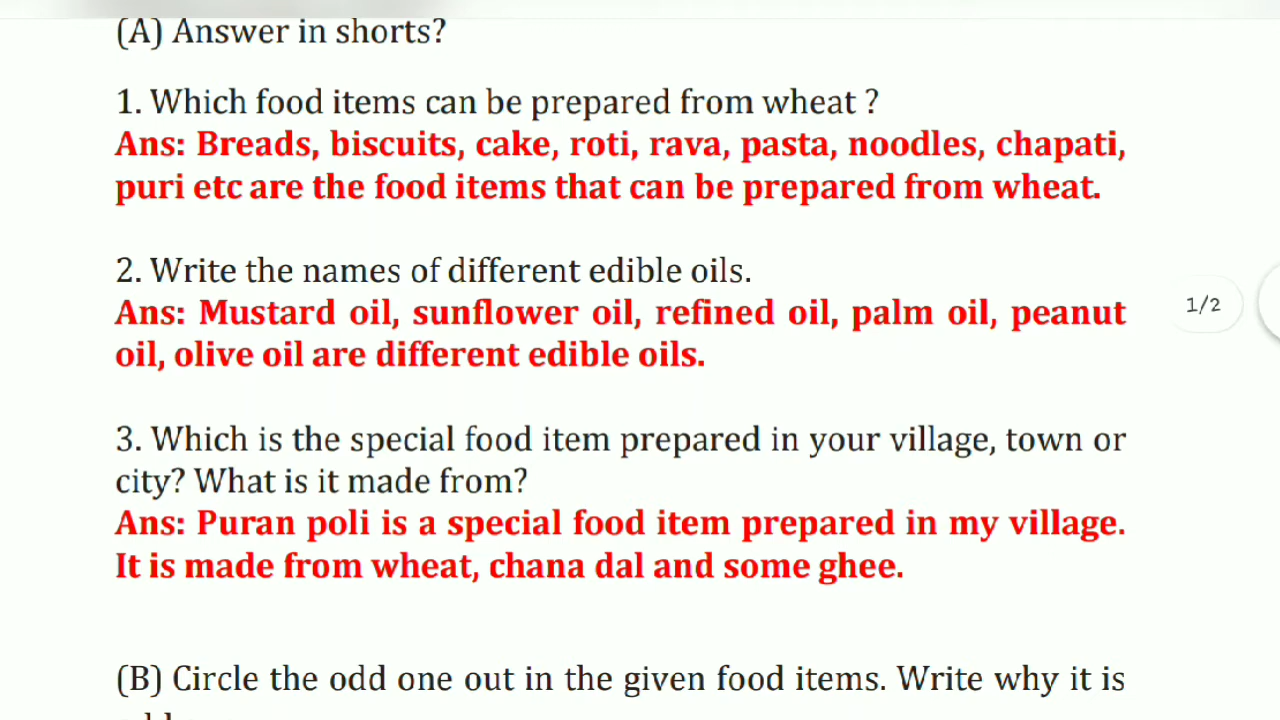 (A) Answer in shorts?
1. Which food items can be prepared from wheat ?
Ans: Breads, biscuits, cake, roti, rava, pasta, noodles, chapati,
puri etc are the food items that can be prepared from wheat.
2. Write the names of different edible oils.
Ans: Mustard oil, sunflower oil, refined oil, palm oil, peanut
oil, olive oil are different edible oils.
1/2
3. Which is the special food item prepared in your village, town or
city? What is it made from?
Ans: Puran poli is a special food item prepared in my village.
It is made from wheat, chana dal and some ghee.
(B) Circle the odd one out in the given food items. Write why it is